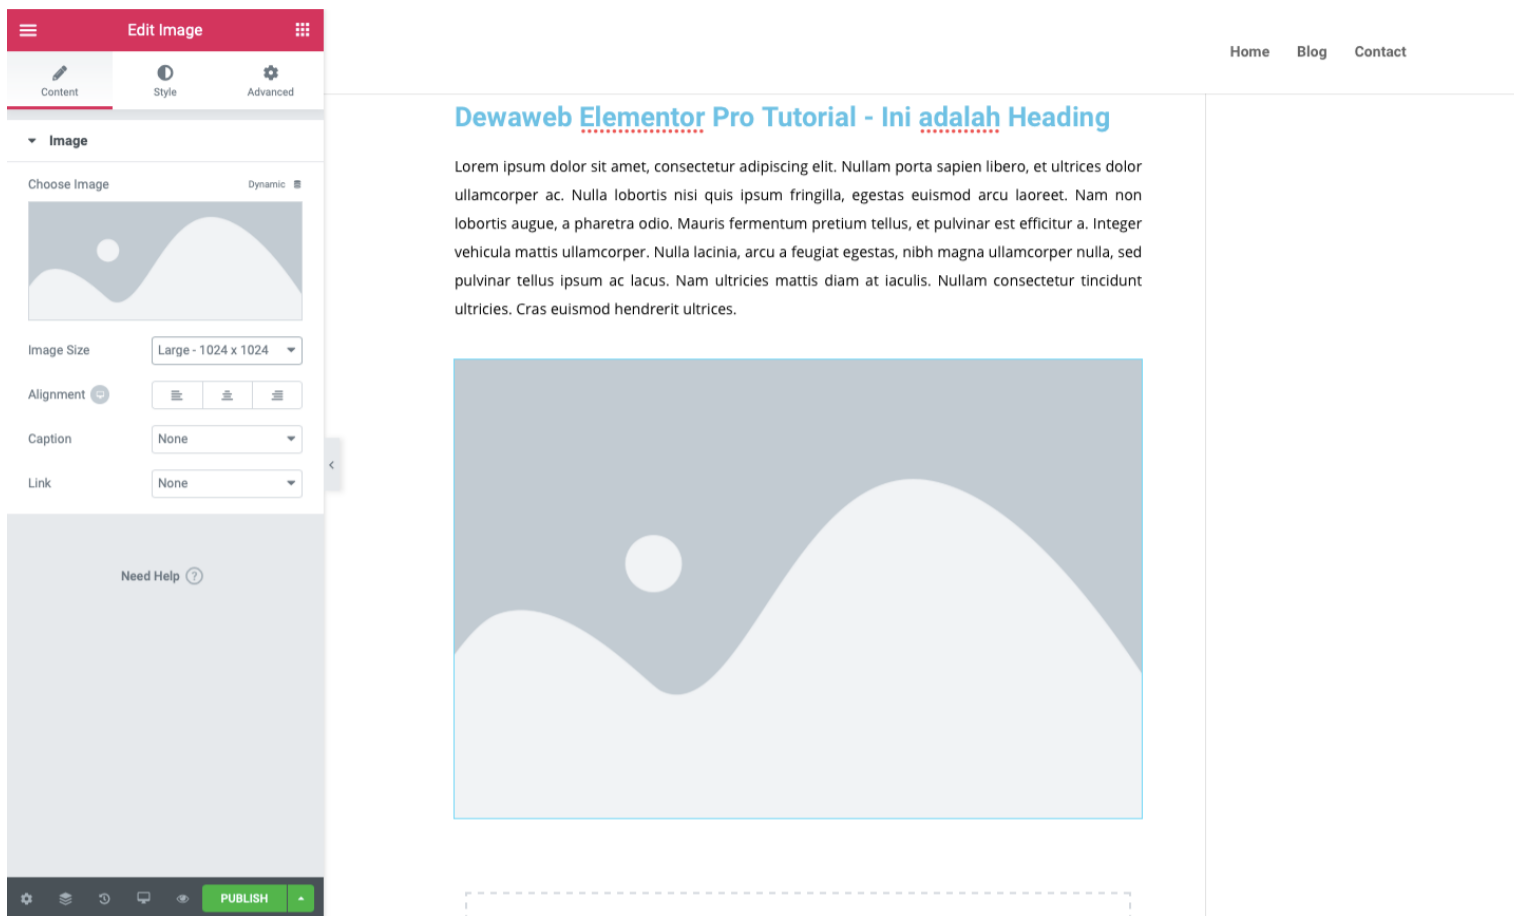 Edit Image
Content
Style
Advanced
Image
Choose Image
Dynamic
Image Size
Large - 1024 x 1024
Alignment
Caption
None
Link
None
Need Help ?
PUBLISH
Home
Blog
Contact
Dewaweb Elementor Pro Tutorial - Ini adalah Heading
Lorem ipsum dolor sit amet, consectetur adipiscing elit. Nullam porta sapien libero, et ultrices dolor
ullamcorper ac. Nulla lobortis nisi quis ipsum fringilla, egestas euismod arcu laoreet. Nam non
lobortis augue, a pharetra odio. Mauris fermentum pretium tellus, et pulvinar est efficitur a. Integer
vehicula mattis ullamcorper. Nulla lacinia, arcu a feugiat egestas, nibh magna ullamcorper nulla, sed
pulvinar tellus ipsum ac lacus. Nam ultricies mattis diam at iaculis. Nullam consectetur tincidunt
ultricies. Cras euismod hendrerit ultrices.